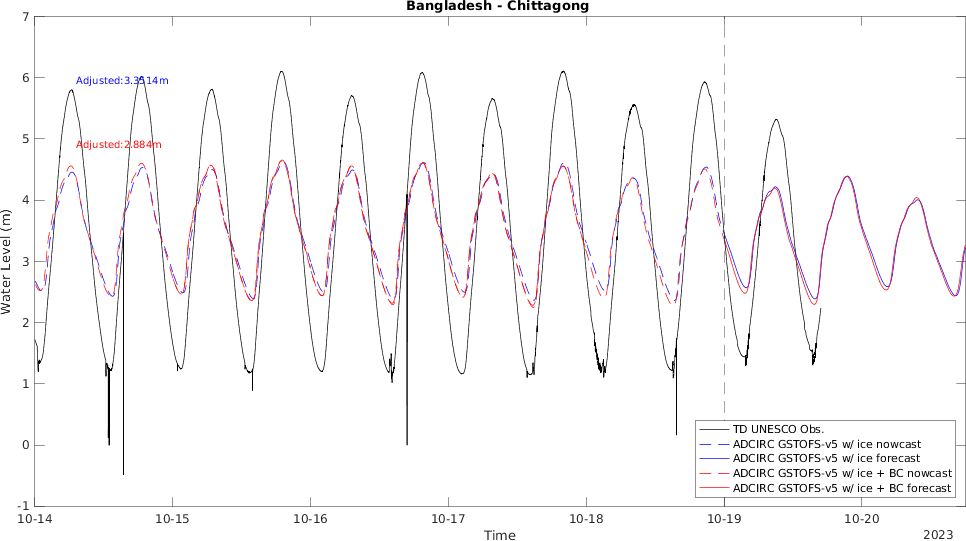 Bangladesh - Chittagong
7
6
5
4
3
2
1
0
-1
Water Level (m)
Adjusted:3.3514m
Adjusted:2.884m
TD UNESCO Obs.
ADCIRC GSTOFS-v5 w/ ice nowcast
ADCIRC GSTOFS-v5 w/ ice forecast
ADCIRC GSTOFS-v5 w/ ice + BC nowcast
ADCIRC GSTOFS-v5 w/ ice + BC forecast
10-14 10-15 10-16 10-17 10-18 10-19 10-20
Time
2023